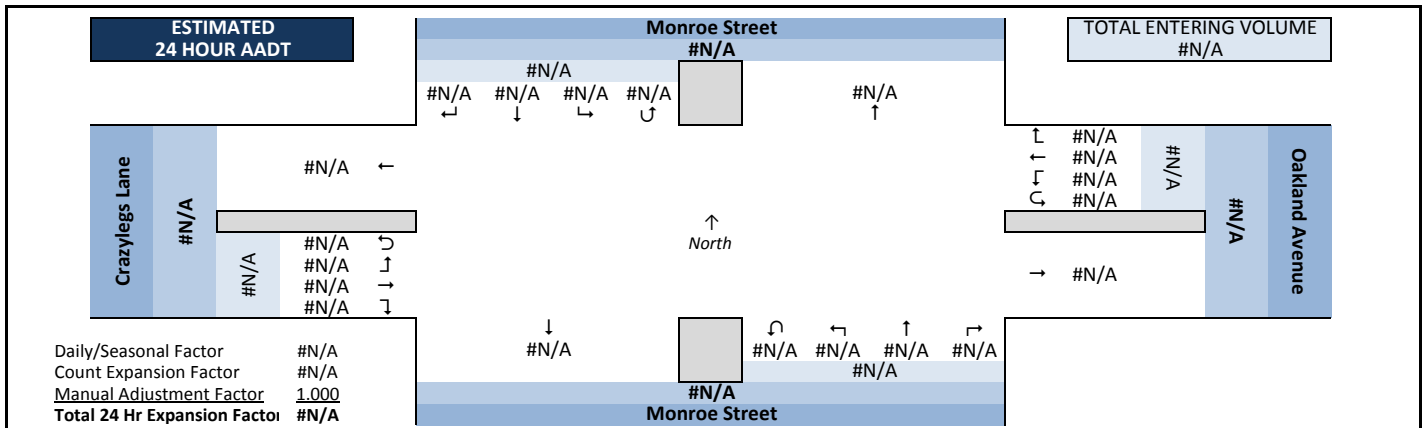 ESTIMATED
24 HOUR AADT
Monroe Street
#N/A
TOTAL ENTERING VOLUME
#N/A
#N/A
#N/A #N/A #N/A #N/A
↵ ↓ ↳ ↺
#N/A
↑
Crazylegs Lane
#N/A
#N/A ←
#N/A
#N/A ⮌
#N/A ⮥
#N/A →
#N/A ⮧
↑
North
↑ #N/A
← #N/A
↓ #N/A
⮎ #N/A
#N/A
#N/A
Oakland Avenue
→ #N/A
↓
#N/A
↶ ↰ ↑ ↱
#N/A #N/A #N/A #N/A
#N/A
#N/A
Monroe Street
Daily/Seasonal Factor #N/A
Count Expansion Factor #N/A
Manual Adjustment Factor 1.000
Total 24 Hr Expansion Factor #N/A